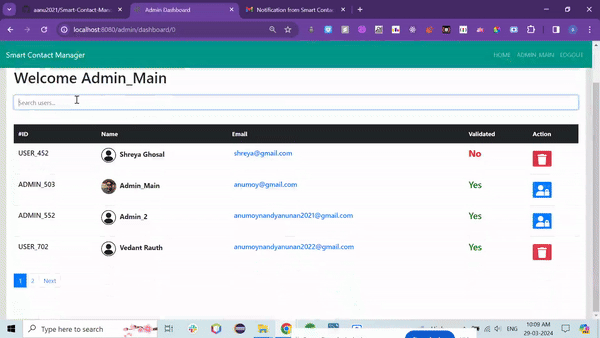 aanu2021/Smart-Contact-Manag
Admin Dashboard
Notification from Smart Contac
localhost:8080/admin/dashboard/0
Smart Contact Manager
HOME ADMIN_MAIN LOGOUT
Welcome Admin_Main
Search users...
#ID Name Email Validated Action
USER_452 Shreya Ghosal shreya@gmail.com No
ADMIN_503 Admin_Main anumoy@gmail.com Yes
ADMIN_552 Admin_2 anumoynandyanunan2021@gmail.com Yes
USER_702 Vedant Rauth anumoynandyanunan2022@gmail.com Yes
1 2 Next
Type here to search
ENG
10:09 AM
29-03-2024